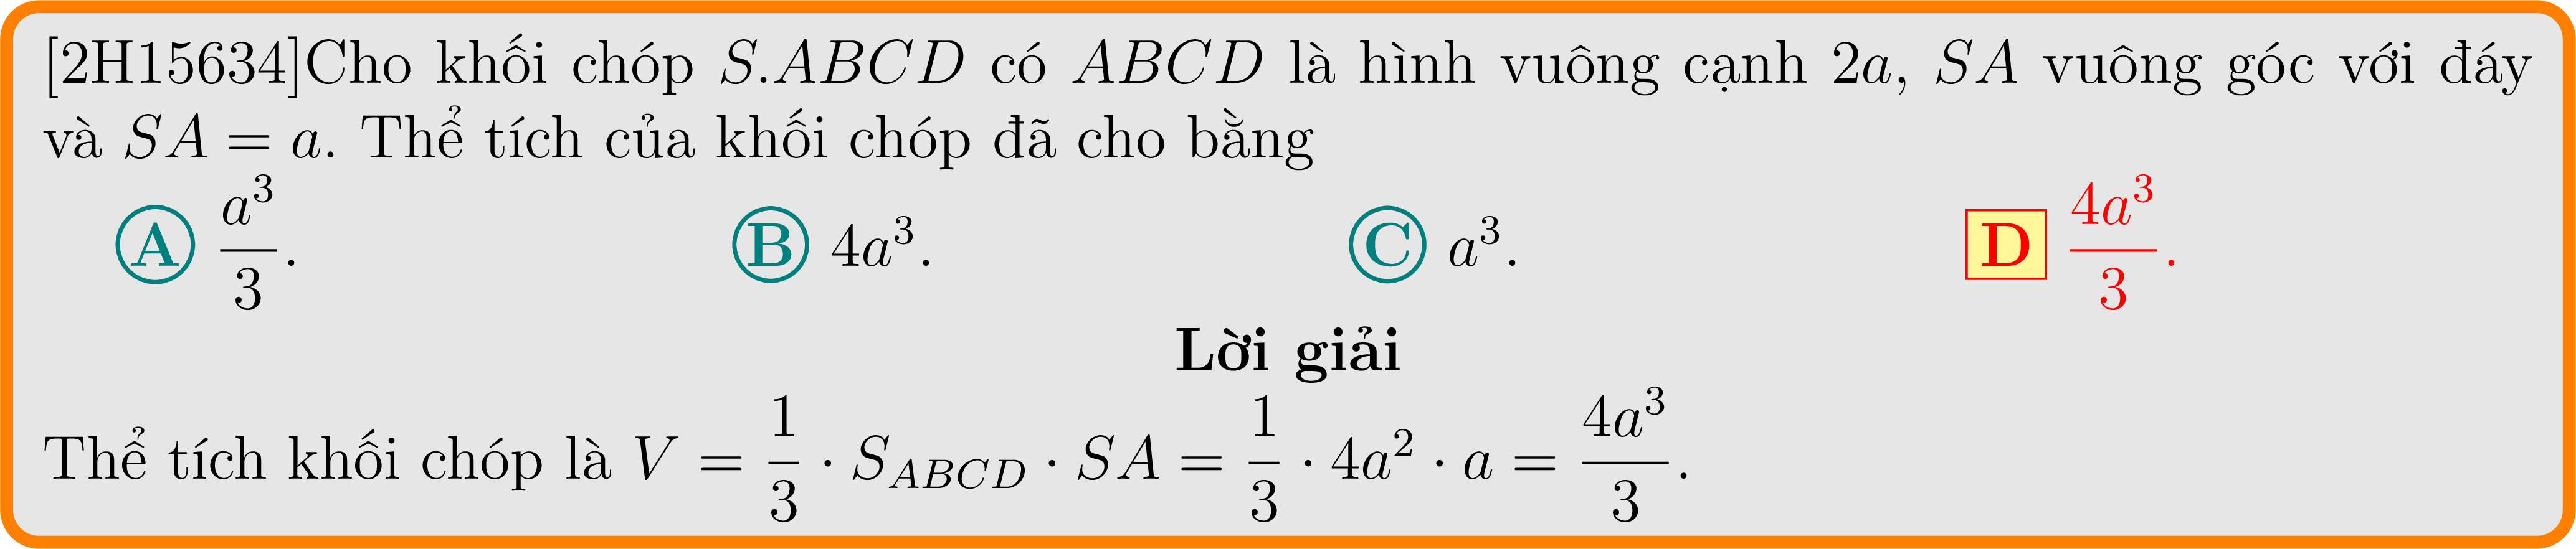 [2H15634]Cho khối chóp S.ABCD có ABCD là hình vuông cạnh 2a, SA vuông góc với đáy
và SA = a. Thể tích của khối chóp đã cho bằng
A $\frac{a^3}{3}$. B $4a^3$. C $a^3$. D $\frac{4a^3}{3}$.
Lời giải
Thể tích khối chóp là $V = \frac{1}{3} \cdot S_{ABCD} \cdot SA = \frac{1}{3} \cdot 4a^2 \cdot a = \frac{4a^3}{3}$.